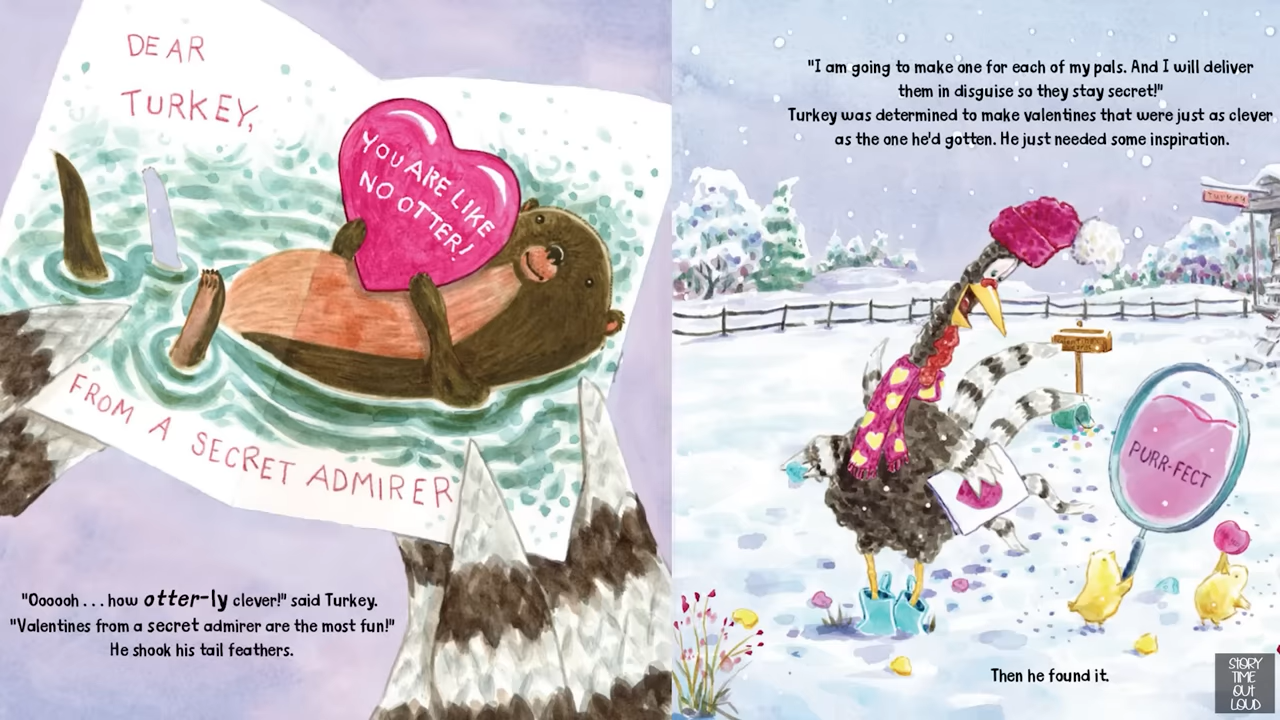 DEAR
TURKEY,
YOU ARE LIKE
NO OTTER!
FROM A SECRET ADMIRER
"Oooooh . . . how otter-ly clever!" said Turkey.
"Valentines from a secret admirer are the most fun!"
He shook his tail feathers.
"I am going to make one for each of my pals. And I will deliver
them in disguise so they stay secret!"
Turkey was determined to make valentines that were just as clever
as the one he'd gotten. He just needed some inspiration.
TURKEY
PURR-FECT
Then he found it.
STORY
TIME
OUT
LOUD